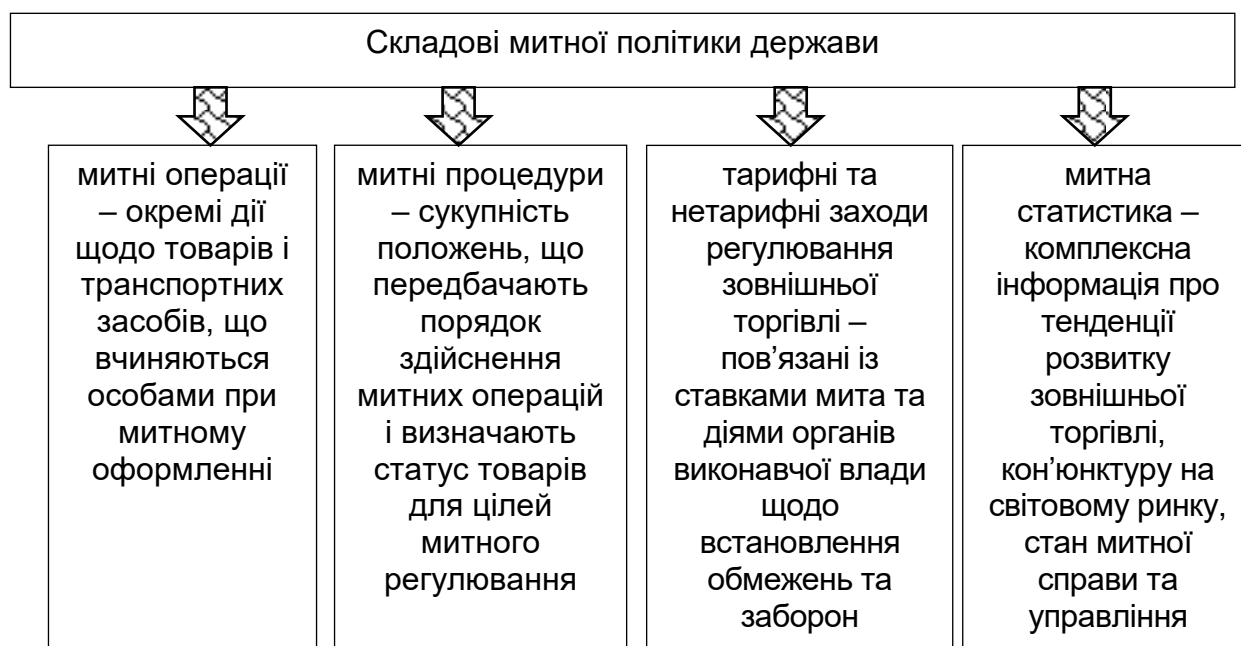 Складові митної політики держави
митні операції
– окремі дії
щодо товарів і
транспортних
засобів, що
вчиняються
особами при
митному
оформленні
митні процедури
– сукупність
положень, що
передбачають
порядок
здійснення
митних операцій
і визначають
статус товарів
для цілей
митного
регулювання
тарифні та
нетарифні заходи
регулювання
зовнішньої
торгівлі –
пов’язані із
ставками мита та
діями органів
виконавчої влади
щодо
встановлення
обмежень та
заборон
митна
статистика –
комплексна
інформація про
тенденції
розвитку
зовнішньої
торгівлі,
кон’юнктуру на
світовому ринку,
стан митної
справи та
управління